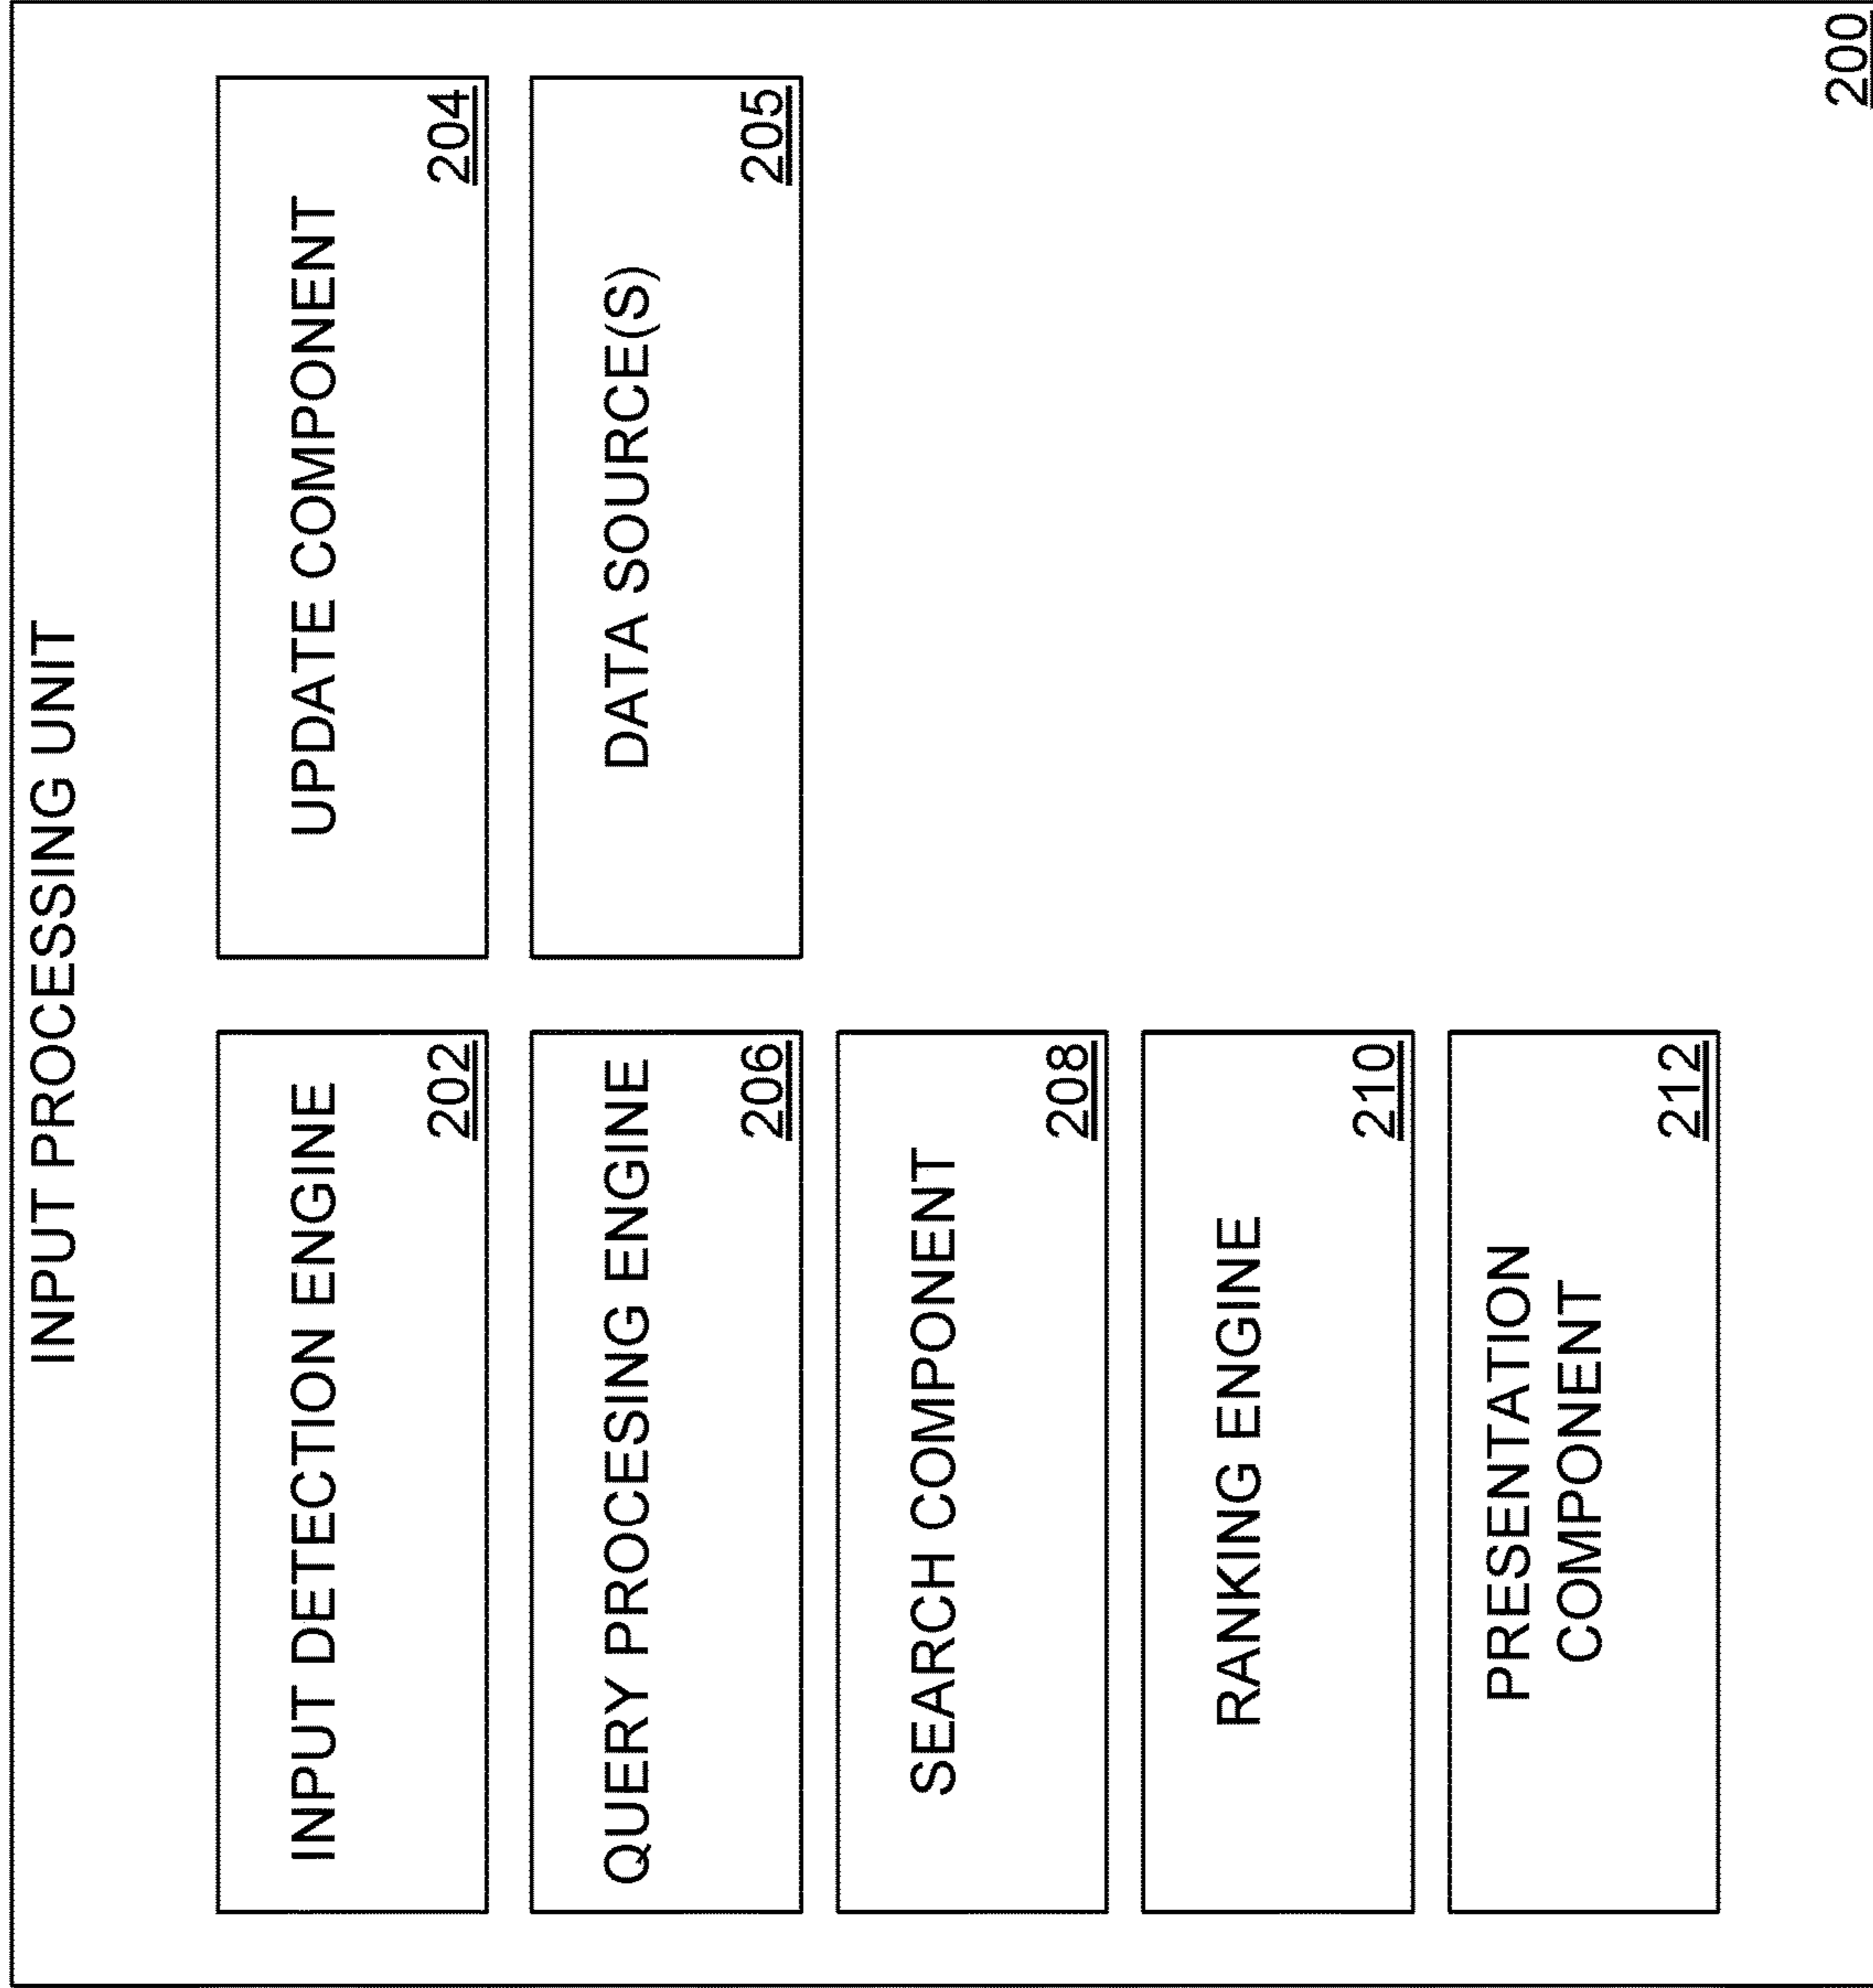 INPUT PROCESSING UNIT
INPUT DETECTION ENGINE
202
UPDATE COMPONENT
204
QUERY PROCESSING ENGINE
206
DATA SOURCE(S)
205
SEARCH COMPONENT
208
RANKING ENGINE
210
PRESENTATION
COMPONENT
212
200